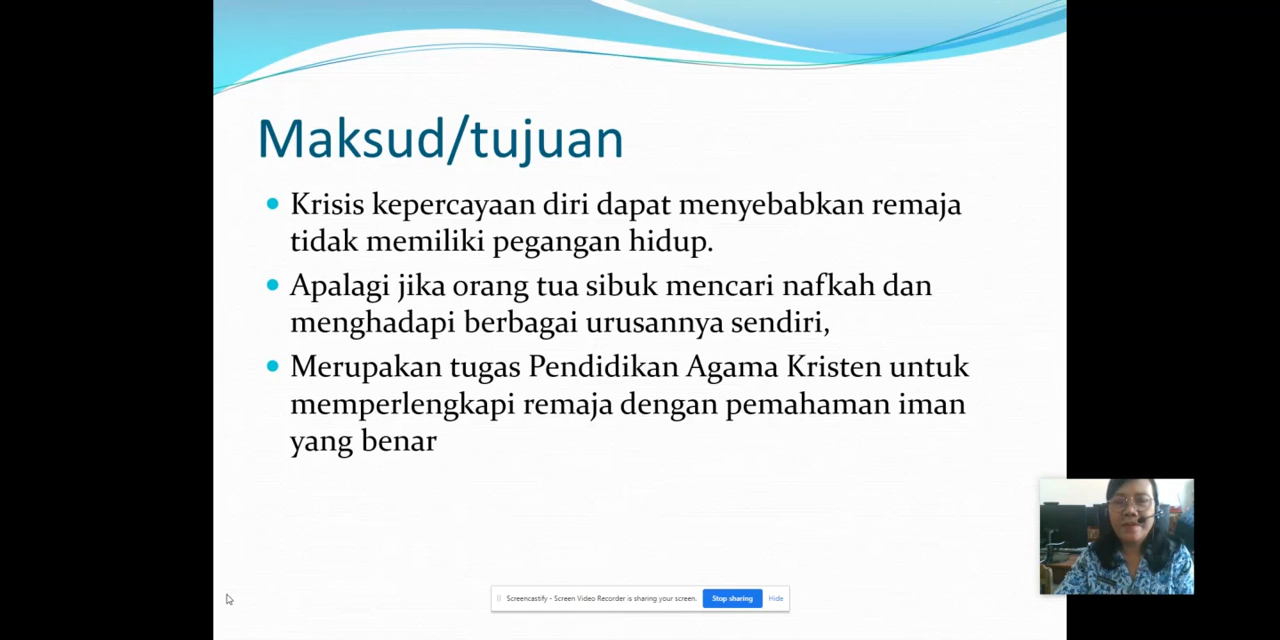 Maksud/tujuan
Krisis kepercayaan diri dapat menyebabkan remaja
tidak memiliki pegangan hidup.
Apalagi jika orang tua sibuk mencari nafkah dan
menghadapi berbagai urusannya sendiri,
Merupakan tugas Pendidikan Agama Kristen untuk
memperlengkapi remaja dengan pemahaman iman
yang benar
Screencastify - Screen Video Recorder is sharing your screen. Stop sharing Hide